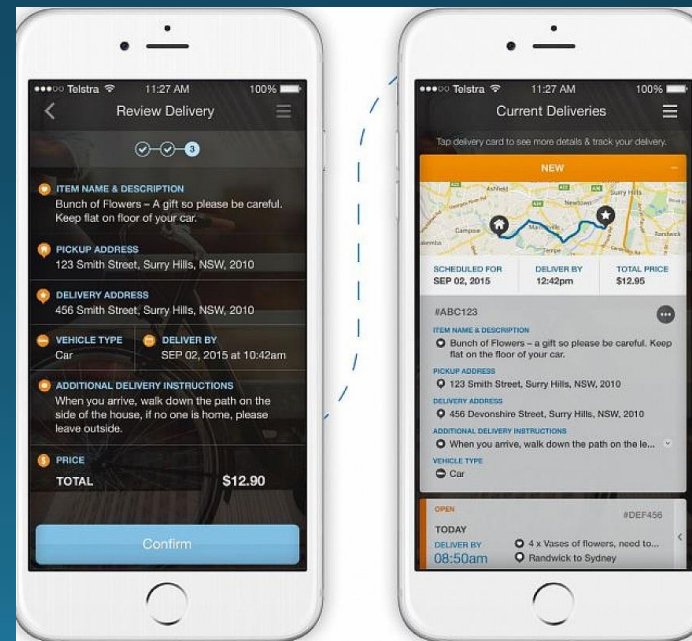 ●●●○○ Telstra 11:27 AM 100%
Review Delivery
3
ITEM NAME & DESCRIPTION
Bunch of Flowers – A gift so please be careful.
Keep flat on floor of your car.
PICKUP ADDRESS
123 Smith Street, Surry Hills, NSW, 2010
DELIVERY ADDRESS
456 Smith Street, Surry Hills, NSW, 2010
VEHICLE TYPE DELIVER BY
Car SEP 02, 2015 at 10:42am
ADDITIONAL DELIVERY INSTRUCTIONS
When you arrive, walk down the path on the
side of the house, if no one is home, please
leave outside.
$ PRICE
TOTAL $12.90
Confirm
●●●○○ Telstra 11:27 AM 100%
Current Deliveries
Tap delivery card to see more details & track your delivery.
NEW
Ashfield
Surry Hills
Newtown
Campsie
Marrickville
Randwick
Tempe
SCHEDULED FOR DELIVER BY TOTAL PRICE
SEP 02, 2015 12:42pm $12.95
#ABC123
ITEM NAME & DESCRIPTION
Bunch of Flowers – a gift so please be careful. Keep
flat on the floor of your car.
PICKUP ADDRESS
123 Smith Street, Surry Hills, NSW, 2010
DELIVERY ADDRESS
456 Devonshire Street, Surry Hills, NSW, 2010
ADDITIONAL DELIVERY INSTRUCTIONS
When you arrive, walk down the path on the le...
VEHICLE TYPE
Car
OPEN #DEF456
TODAY
DELIVER BY 4 x Vases of flowers, need to...
08:50am Randwick to Sydney